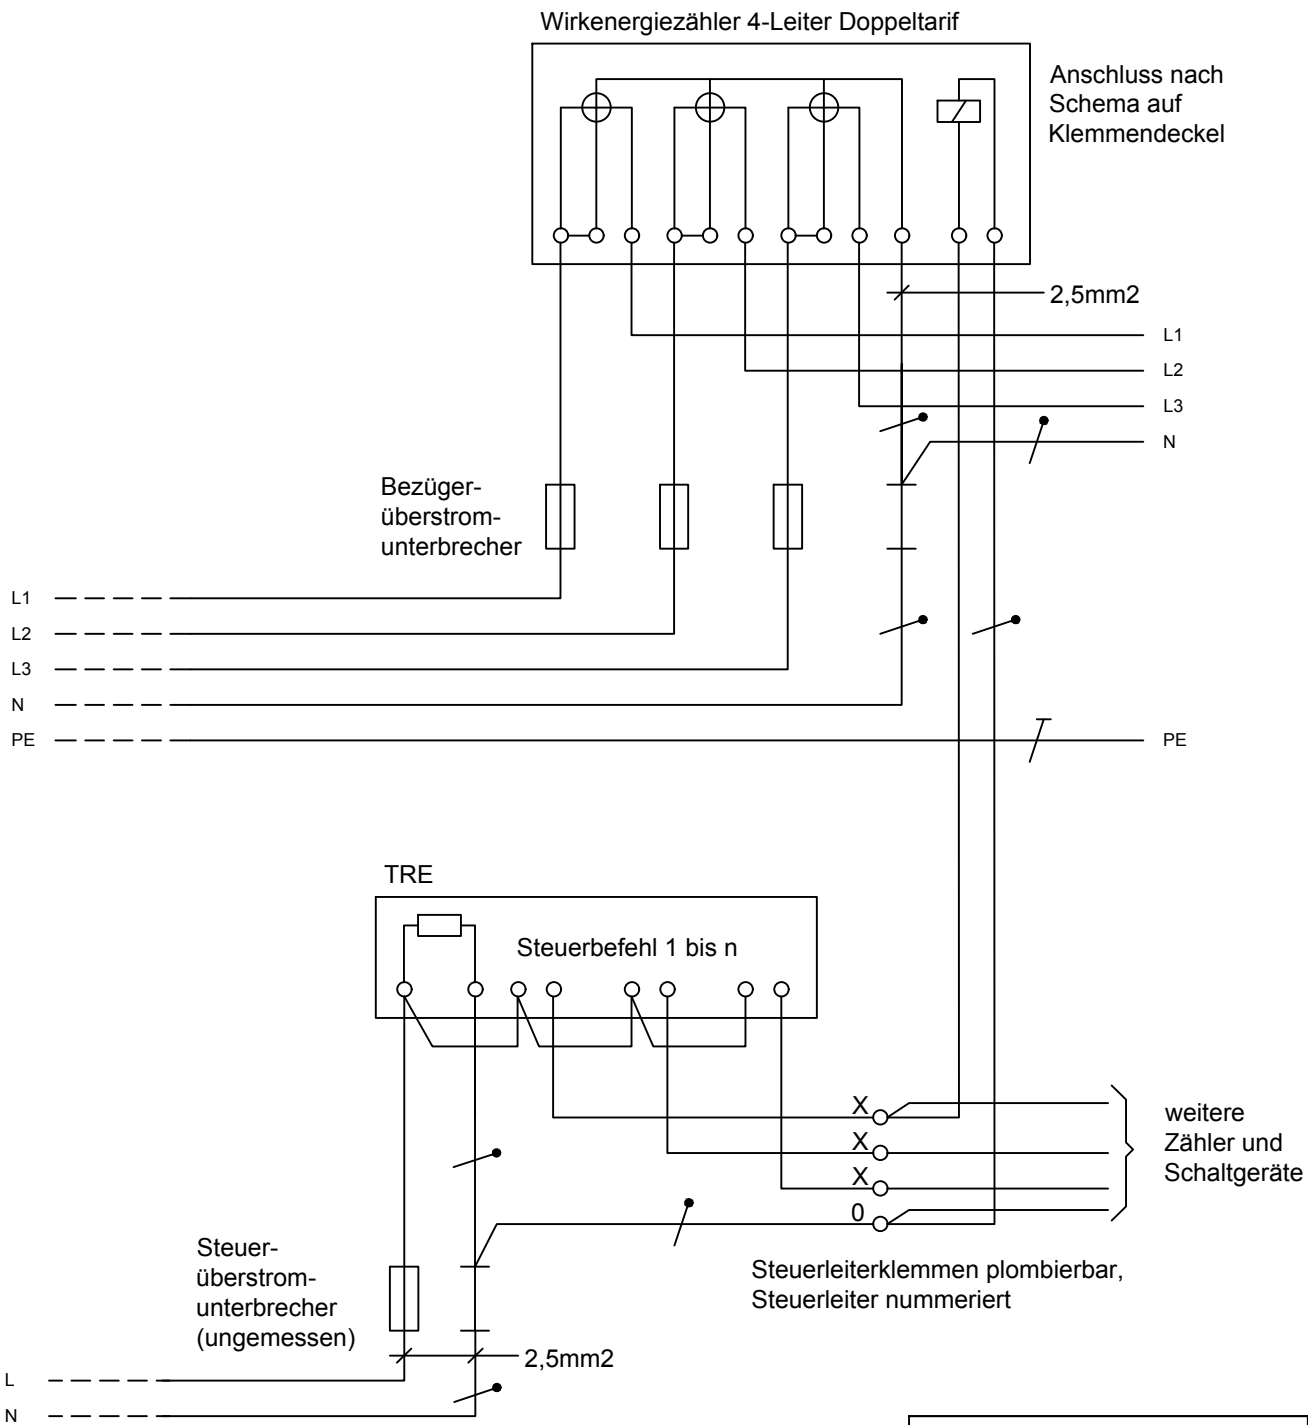 Wirkenergiezähler 4-Leiter Doppeltarif
Anschluss nach
Schema auf
Klemmendeckel
2,5mm2
L1
L2
L3
N
Bezüger-
überstrom-
unterbrecher
L1
L2
L3
N
PE
PE
TRE
Steuerbefehl 1 bis n
X
X
X
0
weitere
Zähler und
Schaltgeräte
Steuer-
überstrom-
unterbrecher
(ungemessen)
Steuerleiterklemmen plombierbar,
Steuerleiter nummeriert
2,5mm2
L
N